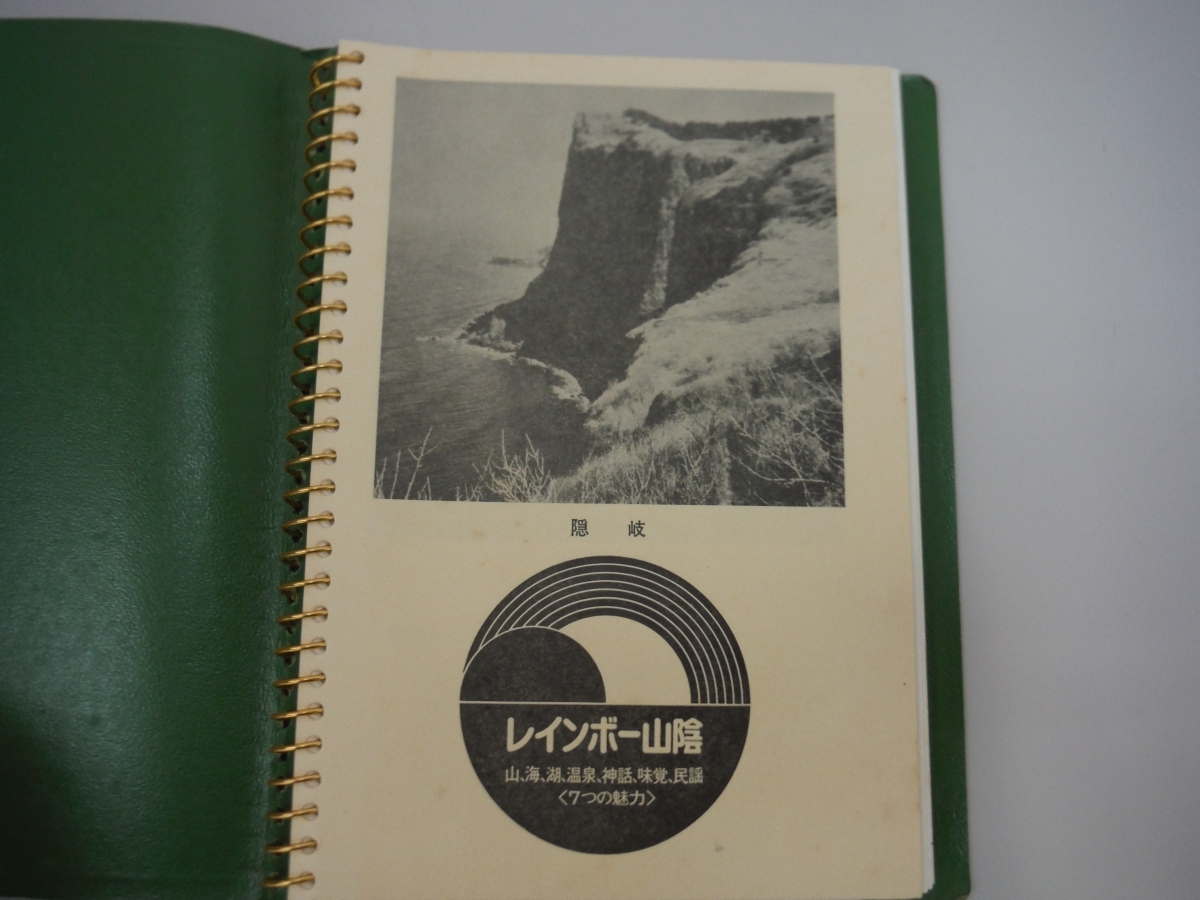 隠岐
レインボー山陰
山、海、湖、温泉、神話、味覚、民謡
〈7つの魅力〉